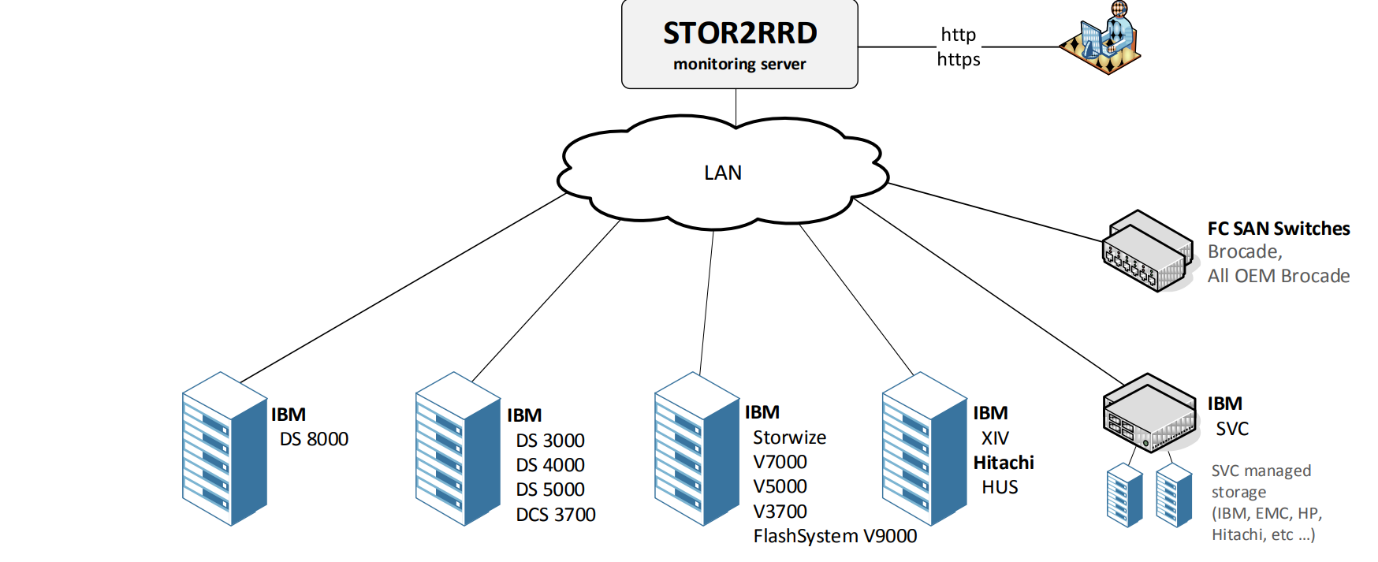 STOR2RRD
monitoring server
http
https
LAN
FC SAN Switches
Brocade,
All OEM Brocade
IBM
DS 8000
IBM
DS 3000
DS 4000
DS 5000
DCS 3700
IBM
Storwize
V7000
V5000
V3700
FlashSystem V9000
IBM
XIV
Hitachi
HUS
IBM
SVC
SVC managed
storage
(IBM, EMC, HP,
Hitachi, etc ...)